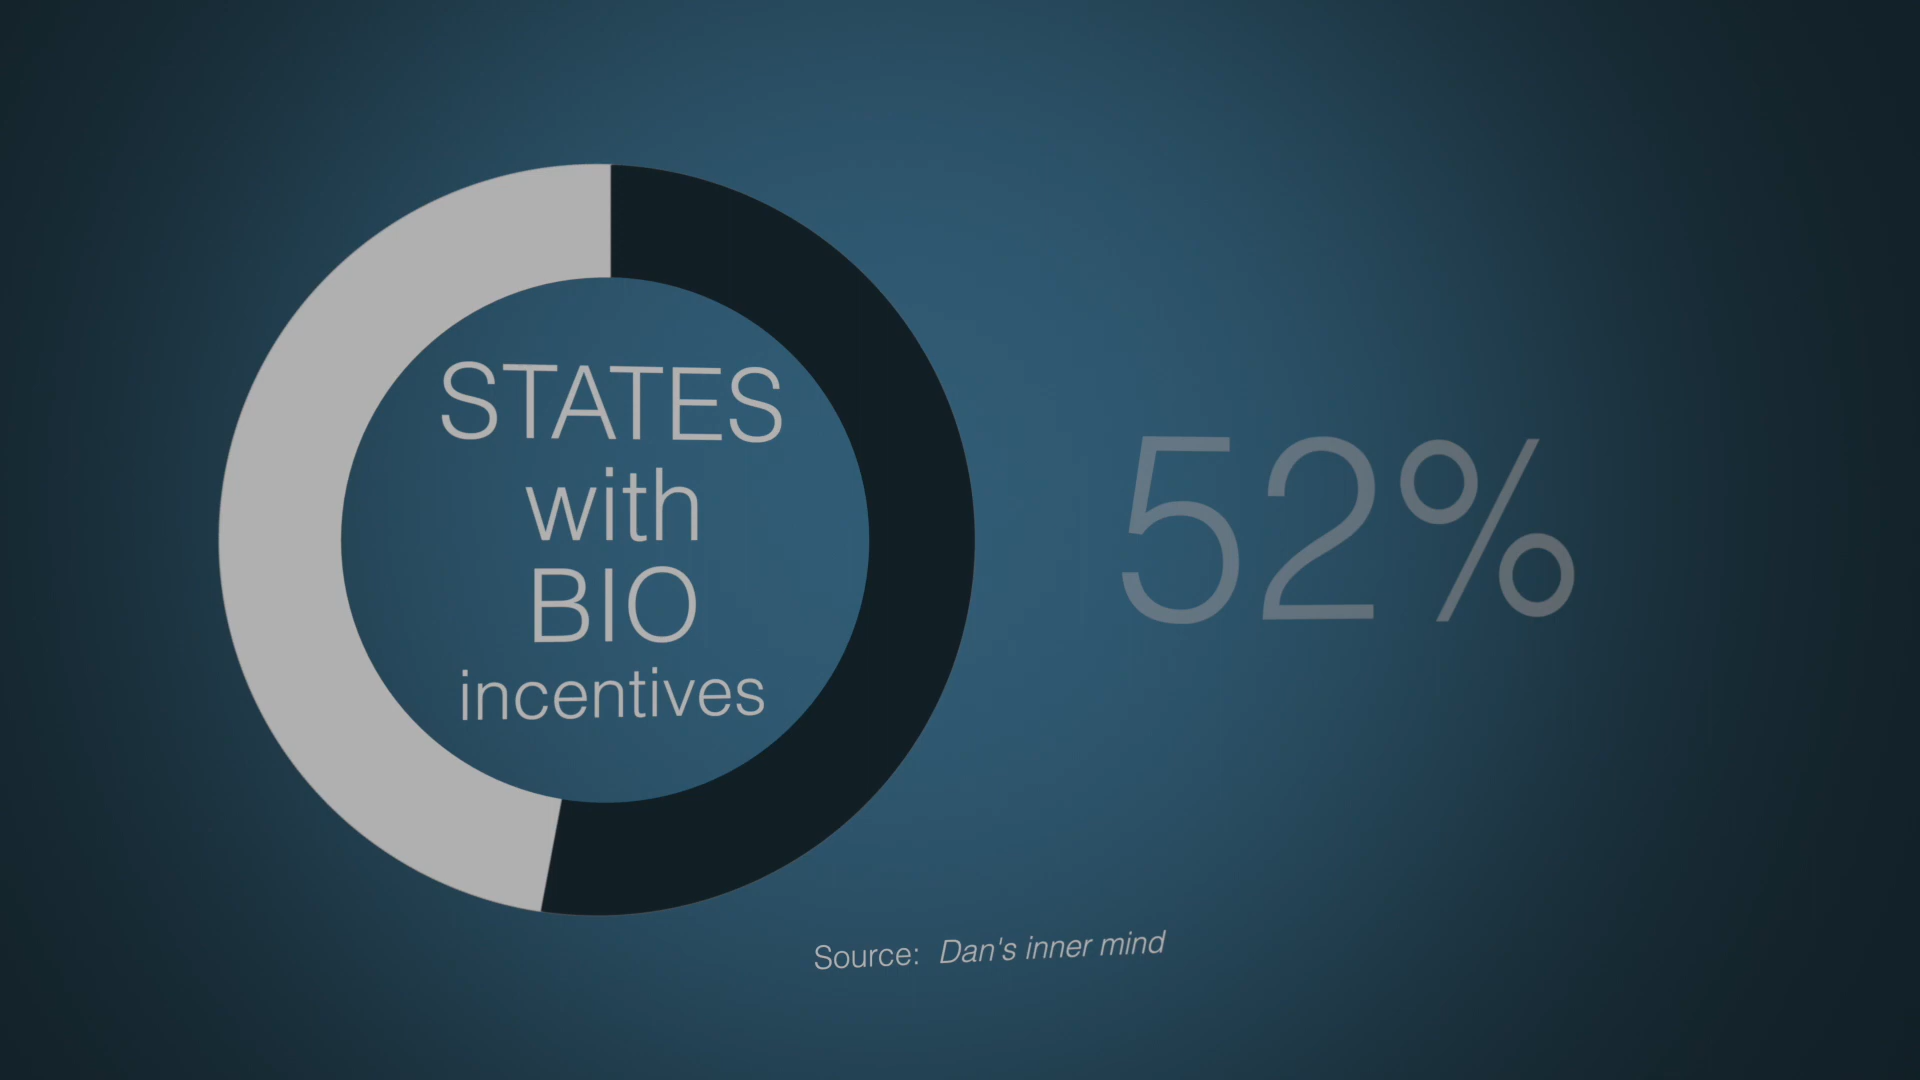 STATES
with
BIO
incentives
52%
Source: Dan's inner mind